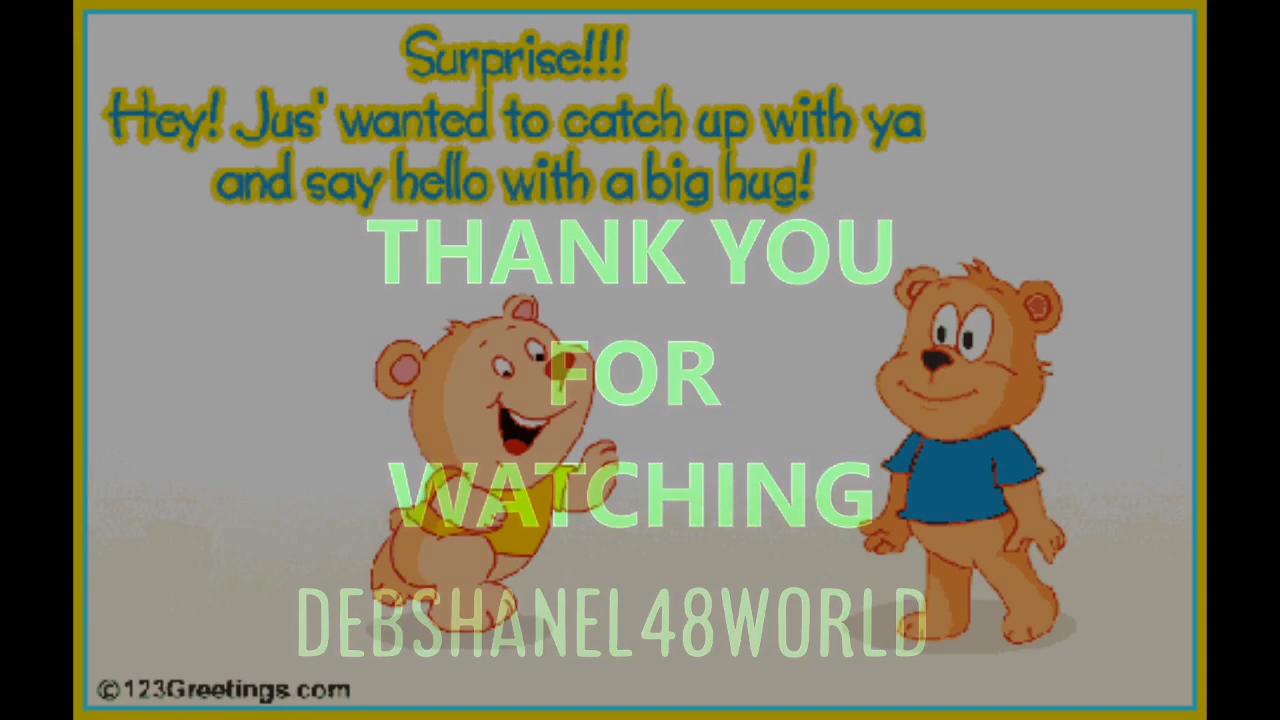 Surprise!!!
Hey! Jus' wanted to catch up with ya
and say hello with a big hug!
THANK YOU
FOR
WATCHING
DEBSHANEL48WORLD
©123Greetings.com